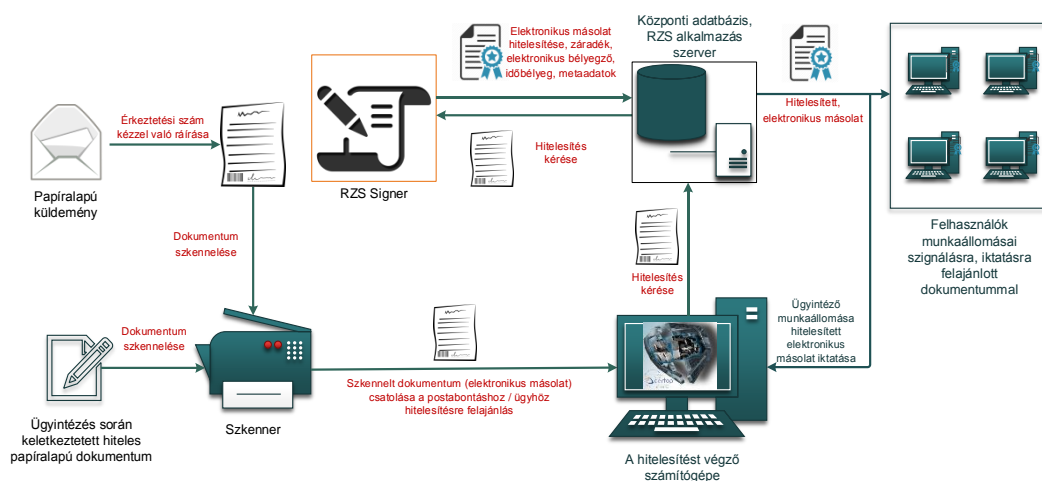 Elektronikus másolat
hitelesítése, záradék,
elektronikus bélyegző,
időbélyeg, metaadatok
Központi adatbázis,
RZS alkalmazás
szerver
Érkeztetési szám
kézzel való ráírása
Hitelesítés
kérése
Hitelesített,
elektronikus másolat
Papíralapú
küldemény
RZS Signer
Dokumentum
szkennelése
Hitelesítés
kérése
Felhasználók
munkaállomásai
szignálásra, iktatásra
felajánlott
dokumentummal
Dokumentum
szkennelése
Ügyintéző
munkaállomása
hitelesített
elektronikus
másolat iktatása
Szkennelt dokumentum (elektronikus másolat)
csatolása a postabontáshoz / ügyhöz
hitelesítésre felajánlás
Ügyintézés során
keletkeztetett hiteles
papíralapú dokumentum
Szkenner
A hitelesítést végző
számítógépe